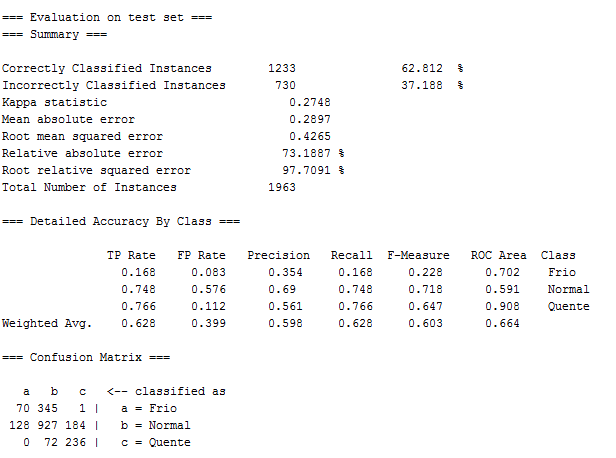 === Evaluation on test set ===
=== Summary ===
Correctly Classified Instances 1233 62.812 %
Incorrectly Classified Instances 730 37.188 %
Kappa statistic 0.2748
Mean absolute error 0.2897
Root mean squared error 0.4265
Relative absolute error 73.1887 %
Root relative squared error 97.7091 %
Total Number of Instances 1963
=== Detailed Accuracy By Class ===
TP Rate FP Rate Precision Recall F-Measure ROC Area Class
0.168 0.083 0.354 0.168 0.228 0.702 Frio
0.748 0.576 0.69 0.748 0.718 0.591 Normal
0.766 0.112 0.561 0.766 0.647 0.908 Quente
Weighted Avg. 0.628 0.399 0.598 0.628 0.603 0.664
=== Confusion Matrix ===
a b c <-- classified as
70 345 1 | a = Frio
128 927 184 | b = Normal
0 72 236 | c = Quente